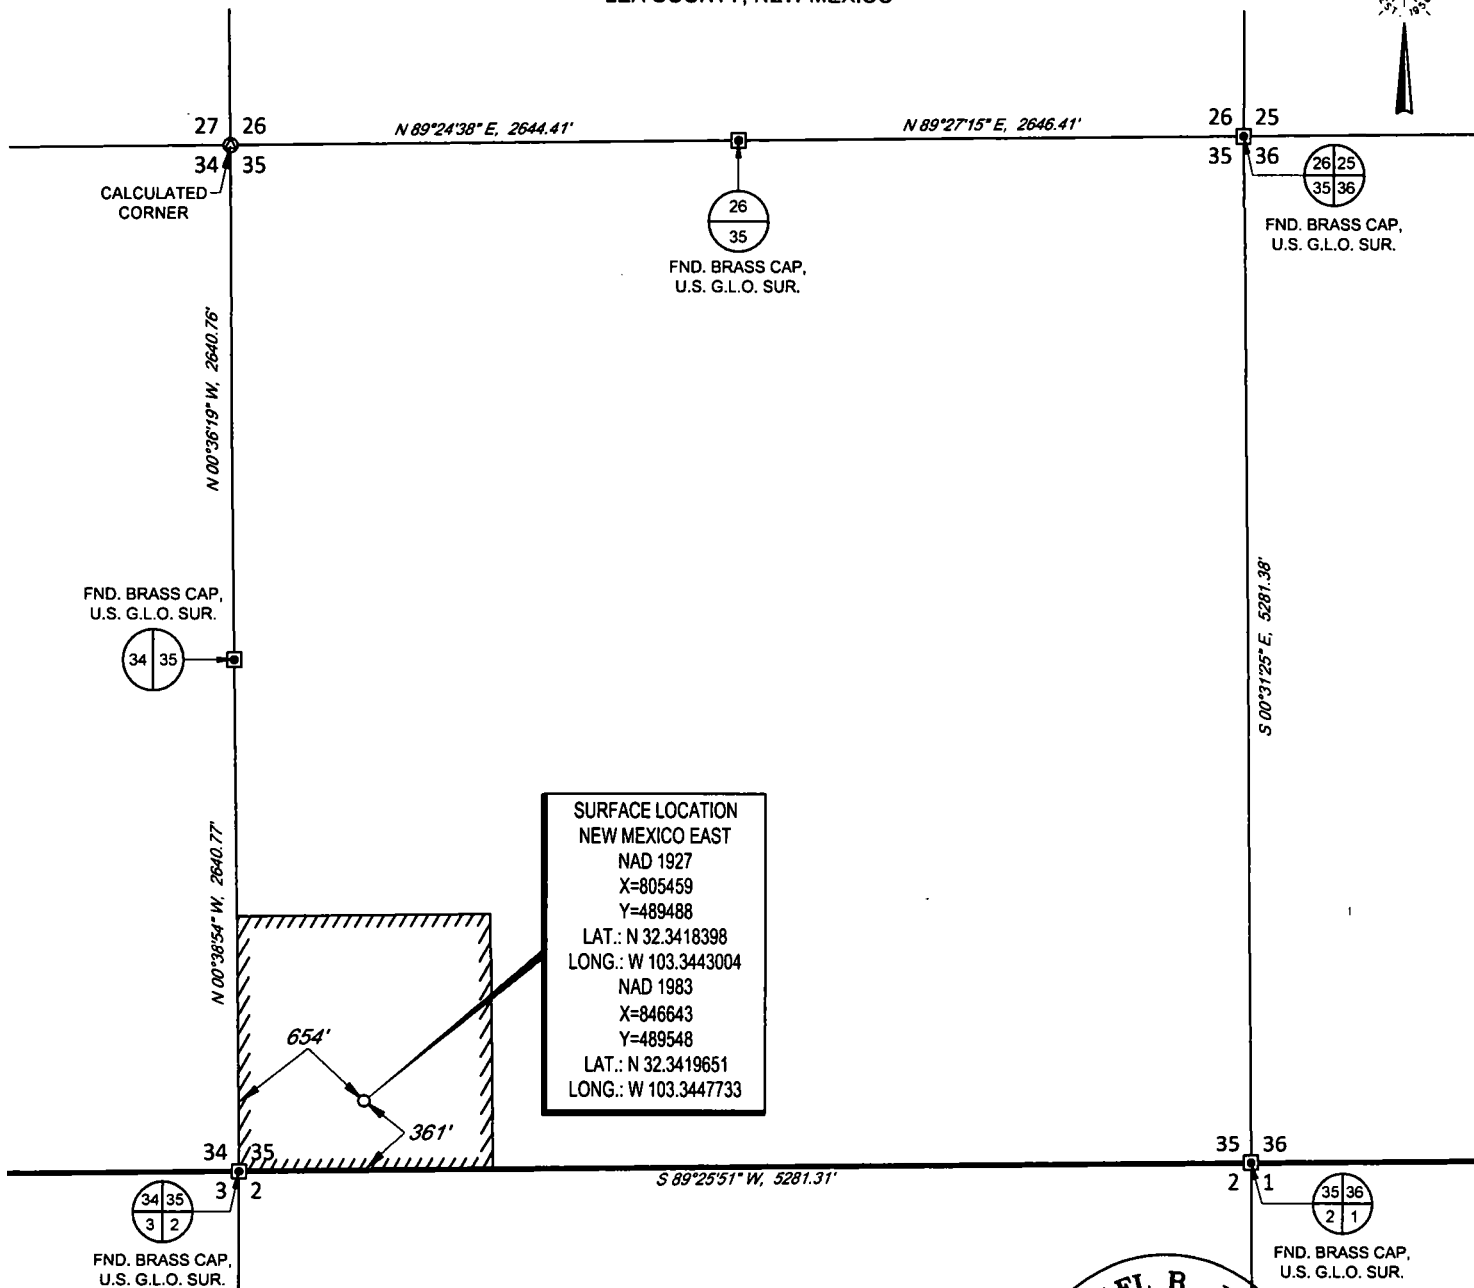 LEA COUNTY, NEW MEXICO
27 26
34 35
CALCULATED
CORNER
N 89°24'38" E, 2644.41'
26
35
FND. BRASS CAP,
U.S. G.L.O. SUR.
N 89°27'15" E, 2646.41'
26 25
35 36
26 25
35 36
FND. BRASS CAP,
U.S. G.L.O. SUR.
N 00°36'19" W, 2640.76'
FND. BRASS CAP,
U.S. G.L.O. SUR.
34 35
S 00°31'25" E, 5281.38'
N 00°38'54" W, 2640.77'
SURFACE LOCATION
NEW MEXICO EAST
NAD 1927
X=805459
Y=489488
LAT.: N 32.3418398
LONG.: W 103.3443004
NAD 1983
X=846643
Y=489548
LAT.: N 32.3419651
LONG.: W 103.3447733
654'
361'
34 35
3 2
34 35
3 2
FND. BRASS CAP,
U.S. G.L.O. SUR.
S 89°25'51" W, 5281.31'
35 36
2 1
35 36
2 1
FND. BRASS CAP,
U.S. G.L.O. SUR.